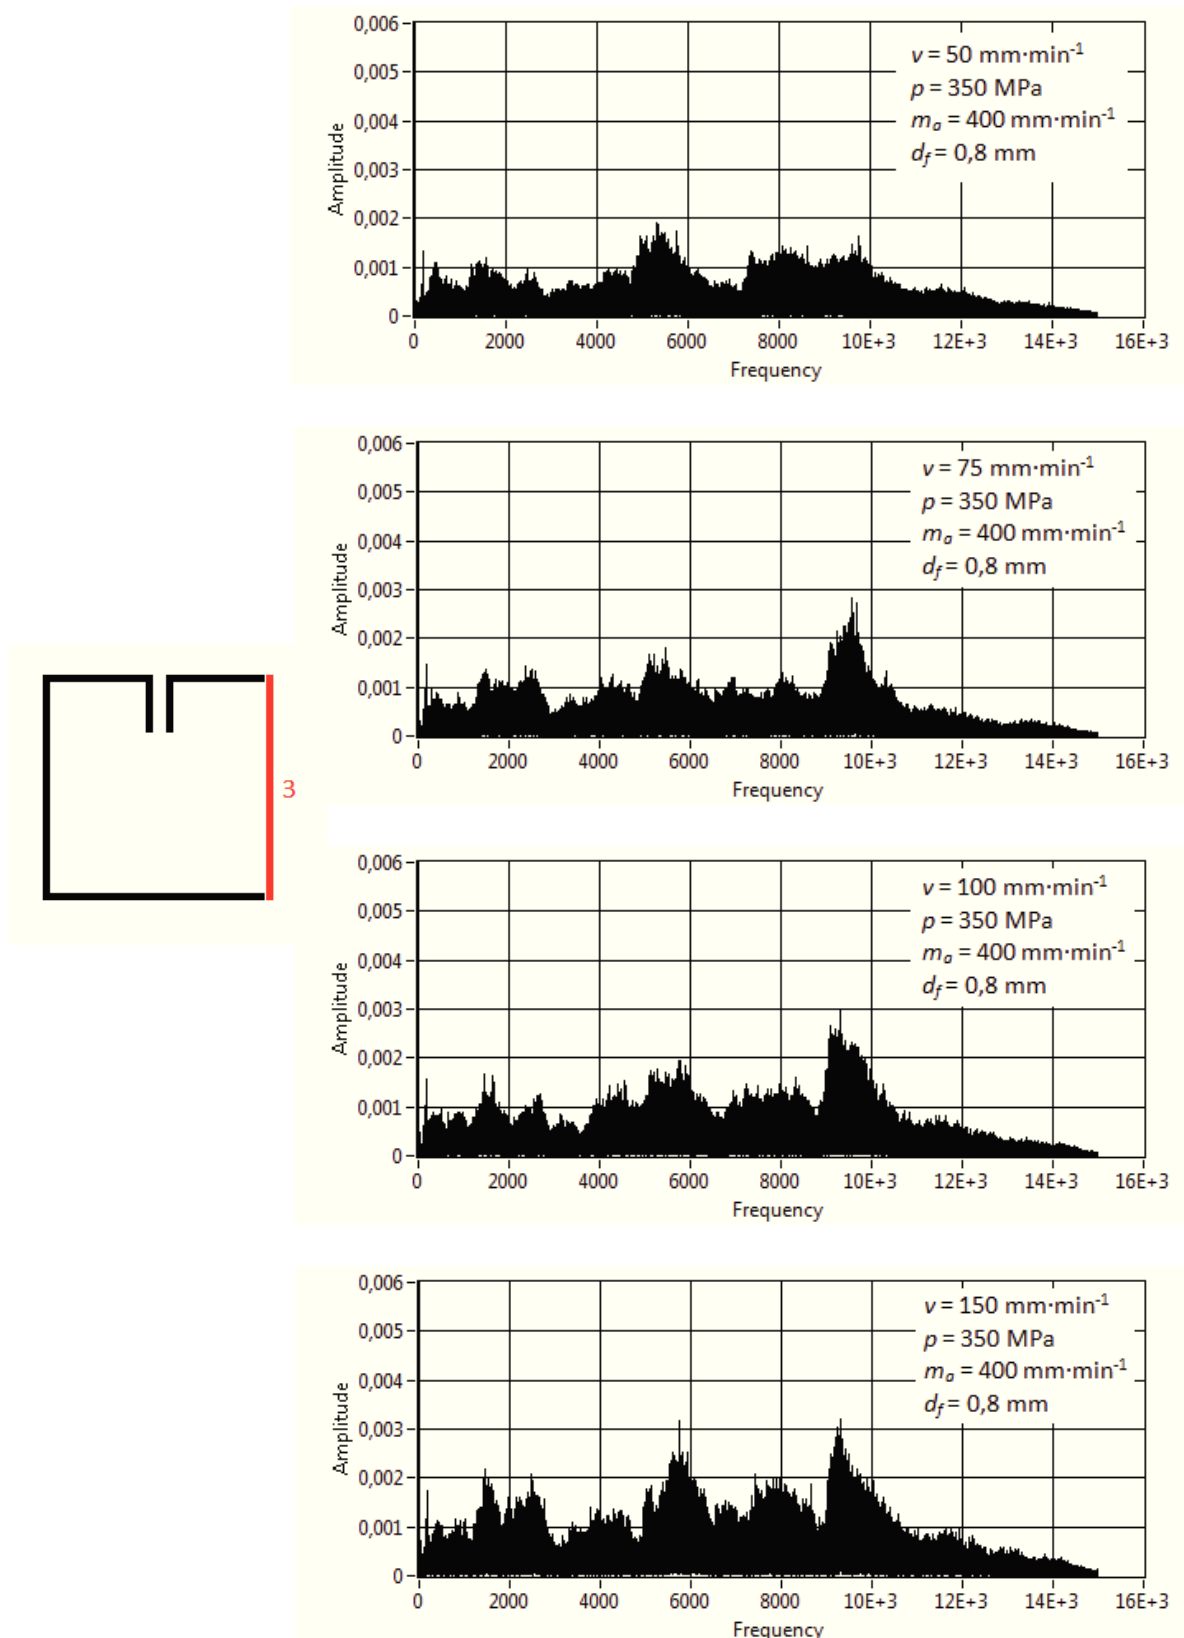 0,006
0,005
0,004
0,003
0,002
0,001
0
Amplitude
v = 50 mm·min-1
p = 350 MPa
ma = 400 mm·min-1
df = 0,8 mm
0 2000 4000 6000 8000 10E+3 12E+3 14E+3 16E+3
Frequency
0,006
0,005
0,004
0,003
0,002
0,001
0
Amplitude
v = 75 mm·min-1
p = 350 MPa
ma = 400 mm·min-1
df = 0,8 mm
0 2000 4000 6000 8000 10E+3 12E+3 14E+3 16E+3
Frequency
3
0,006
0,005
0,004
0,003
0,002
0,001
0
Amplitude
v = 100 mm·min-1
p = 350 MPa
ma = 400 mm·min-1
df = 0,8 mm
0 2000 4000 6000 8000 10E+3 12E+3 14E+3 16E+3
Frequency
0,006
0,005
0,004
0,003
0,002
0,001
0
Amplitude
v = 150 mm·min-1
p = 350 MPa
ma = 400 mm·min-1
df = 0,8 mm
0 2000 4000 6000 8000 10E+3 12E+3 14E+3 16E+3
Frequency